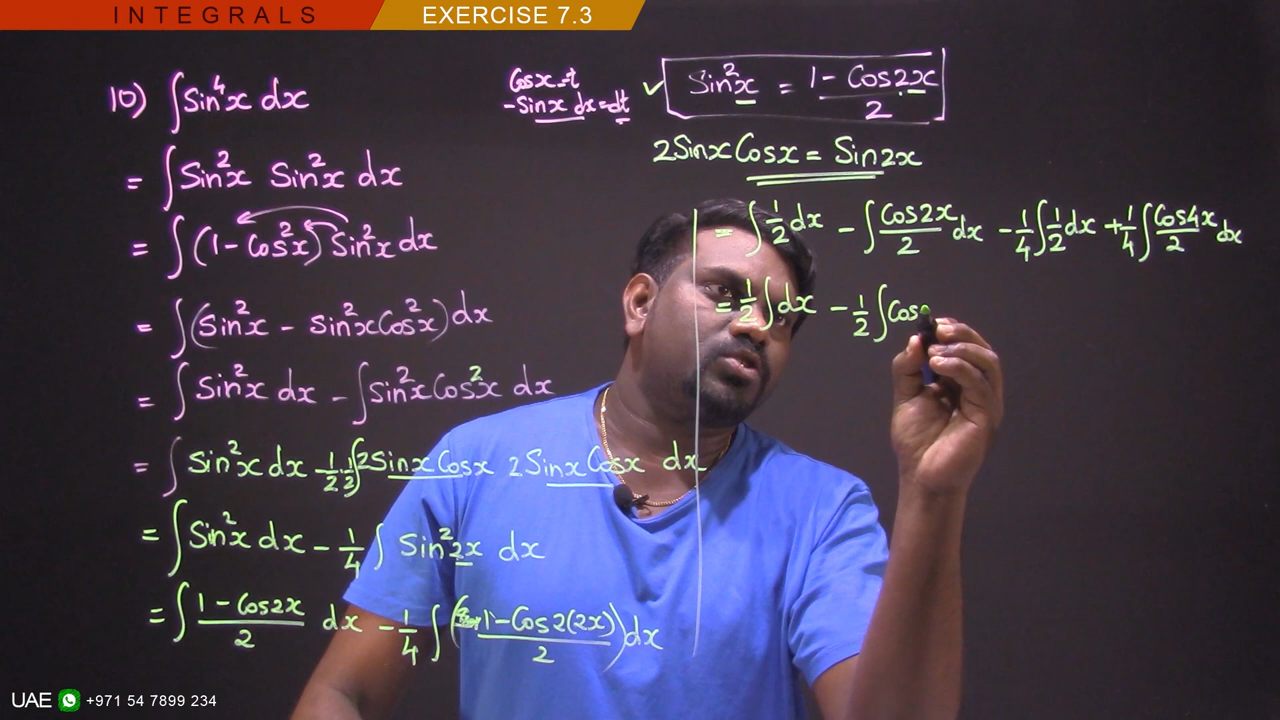 INTEGRALS EXERCISE 7.3
10) ∫Sin⁴x dx
= ∫Sin²x Sin²x dx
= ∫(1-Cos²x) Sin²x dx
= ∫(Sin²x - Sin²x Cos²x) dx
= ∫ Sin²x dx - ∫Sin²x Cos²x dx
= ∫ Sin²x dx - 1/2 · 1/2 ∫2Sinx Cosx 2Sinx Cosx dx
= ∫ Sin²x dx - 1/4 ∫ Sin²2x dx
= ∫ (1 - Cos2x)/2 dx - 1/4 ∫ ((1-Cos2(2x))/2) dx
Cosx = t
-Sinx dx = dt
✓ Sin²x = (1 - Cos2x)/2
2Sinx Cosx = Sin2x
= ∫ 1/2 dx - ∫ Cos2x/2 dx - 1/4 ∫ 1/2 dx + 1/4 ∫ Cos4x/2 dx
= 1/2 ∫ dx - 1/2 ∫ Cos
UAE +971 54 7899 234